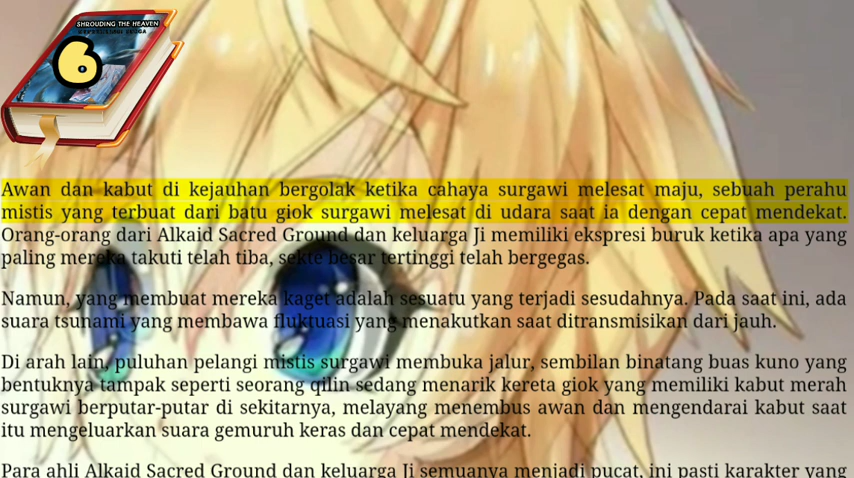 SHROUDING THE HEAVEN
6
Awan dan kabut di kejauhan bergolak ketika cahaya surgawi melesat maju, sebuah perahu
mistis yang terbuat dari batu giok surgawi melesat di udara saat ia dengan cepat mendekat.
Orang-orang dari Alkaid Sacred Ground dan keluarga Ji memiliki ekspresi buruk ketika apa yang
paling mereka takuti telah tiba, sekte besar tertinggi telah bergegas.
Namun, yang membuat mereka kaget adalah sesuatu yang terjadi sesudahnya. Pada saat ini, ada
suara tsunami yang membawa fluktuasi yang menakutkan saat ditransmisikan dari jauh.
Di arah lain, puluhan pelangi mistis surgawi membuka jalur, sembilan binatang buas kuno yang
bentuknya tampak seperti seorang qilin sedang menarik kereta giok yang memiliki kabut merah
surgawi berputar-putar di sekitarnya, melayang menembus awan dan mengendarai kabut saat
itu mengeluarkan suara gemuruh keras dan cepat mendekat.
Para ahli Alkaid Sacred Ground dan keluarga Ji semuanya menjadi pucat, ini pasti karakter yang